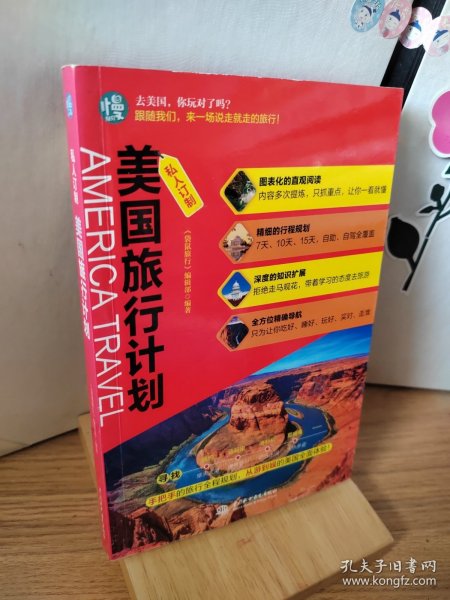 慢
去美国，你玩对了吗？
跟随我们，来一场说走就走的旅行！
私人订制
美国旅行计划
AMERICA TRAVEL
《袋鼠旅行》编辑部 编著
图表化的直观阅读
内容多次提炼，只抓重点，让你一看就懂
精细的行程规划
7天、10天、15天，自助、自驾全覆盖
深度的知识扩展
拒绝走马观花，带着学习的态度去旅游
全方位精确导航
只为让你吃好、睡好、玩好、买对、走宽
寻找
手把手的旅行全程规划，从游到娱的美国全面体验！
私人订制
美国旅行计划
孔夫子旧书网
www.kongfz.com